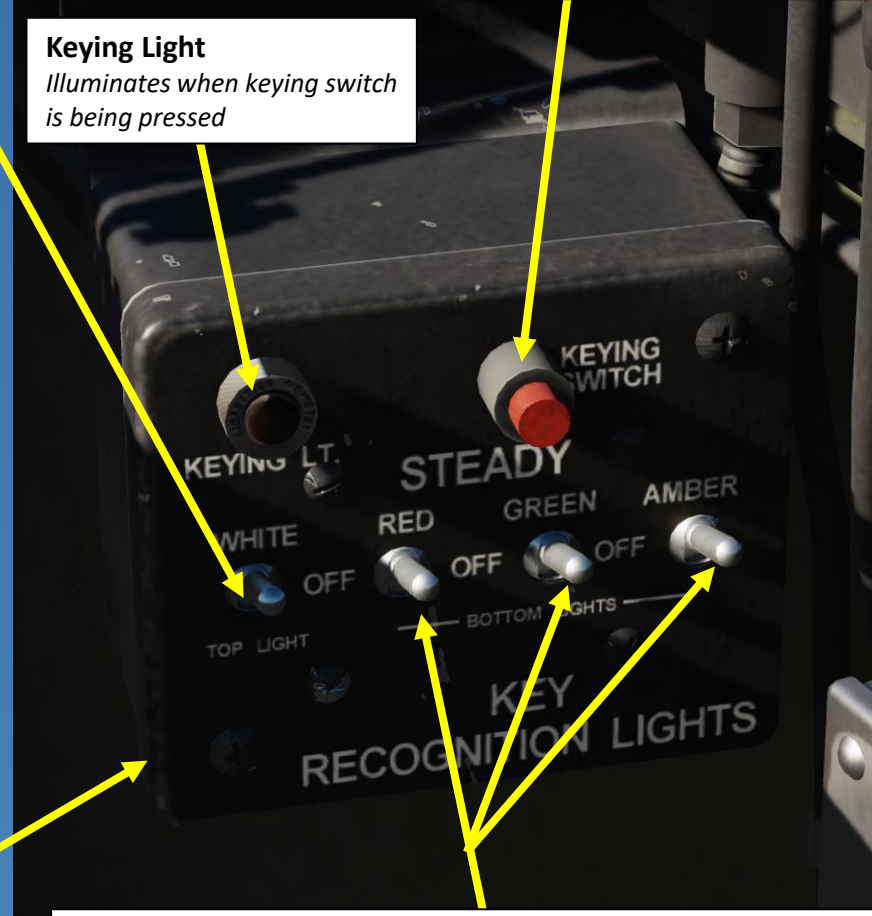 Keying Light
Illuminates when keying switch
is being pressed
KEYING
SWITCH
KEYING LT.
STEADY
WHITE RED GREEN AMBER
OFF OFF OFF
TOP LIGHT BOTTOM LIGHTS
KEY
RECOGNITION LIGHTS